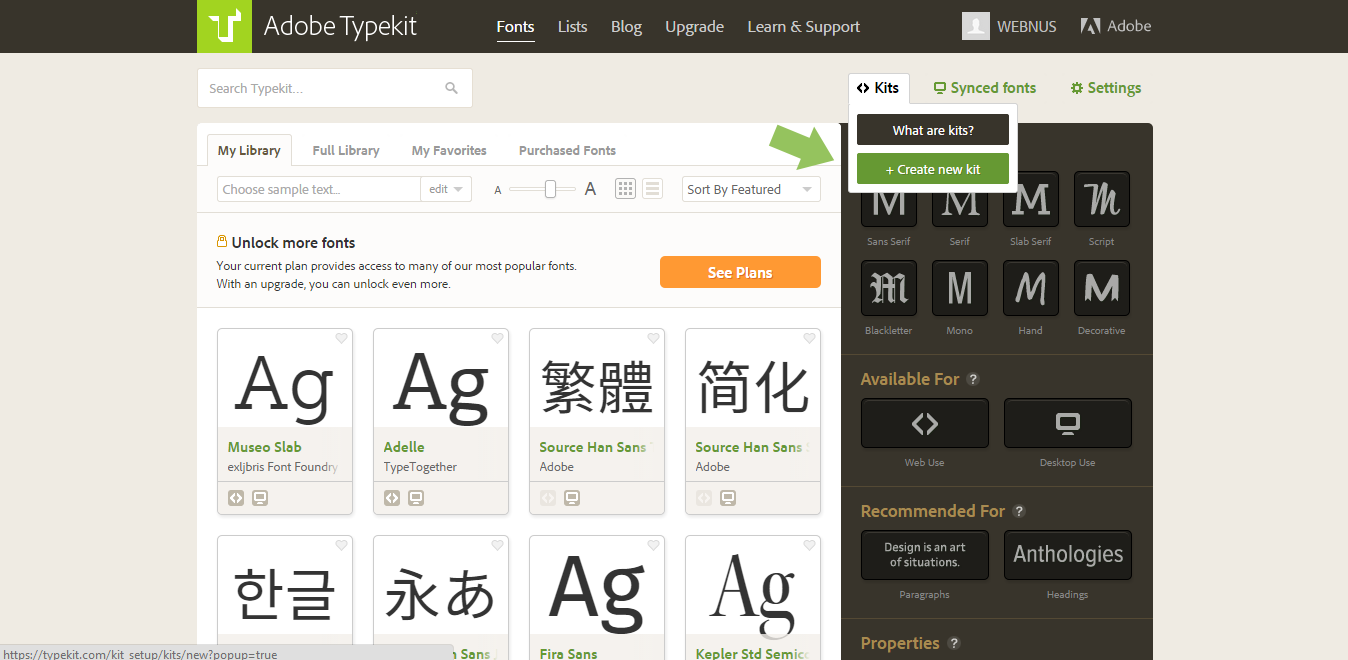 Adobe Typekit
Fonts
Lists
Blog
Upgrade
Learn & Support
WEBNUS
Adobe
Search Typekit...
Kits
Synced fonts
Settings
What are kits?
+ Create new kit
My Library
Full Library
My Favorites
Purchased Fonts
Choose sample text...
edit
A
A
Sort By Featured
M
M
M
M
Sans Serif
Serif
Slab Serif
Script
Unlock more fonts
Your current plan provides access to many of our most popular fonts.
With an upgrade, you can unlock even more.
See Plans
M
M
M
M
Blackletter
Mono
Hand
Decorative
Ag
Museo Slab
exljbris Font Foundry
Ag
Adelle
TypeTogether
繁體
Source Han Sans
Adobe
简化
Source Han Sans
Adobe
Available For ?
Web Use
Desktop Use
Recommended For ?
Design is an art
of situations.
Paragraphs
Anthologies
Headings
Properties ?
한글
永あ
n Sans
Ag
Fira Sans
Ag
Kepler Std Semico
https://typekit.com/kit_setup/kits/new?popup=true